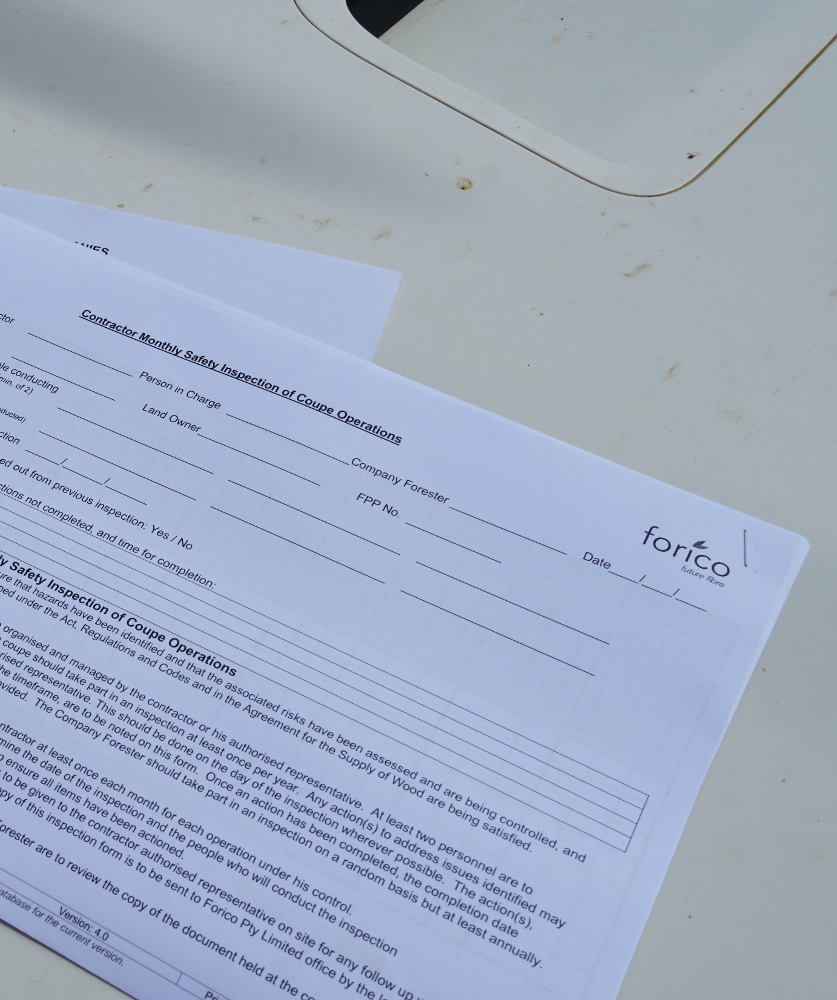 NIES
forico
future fibre
Contractor Monthly Safety Inspection of Coupe Operations
ctor Person in Charge Company Forester Date / /
Land Owner FPP No.
conducting
(min. of 2)
ducted)
ction / /
ed out from previous inspection: Yes / No
ctions not completed, and time for completion:
ly Safety Inspection of Coupe Operations
ure that hazards have been identified and that the associated risks have been assessed and are being controlled, and
ned under the Act, Regulations and Codes and in the Agreement for the Supply of Wood are being satisfied.
organised and managed by the contractor or his authorised representative. At least two personnel are to
coupe should take part in an inspection at least once per year. Any action(s) to address issues identified may
rised representative. This should be done on the day of the inspection wherever possible. The action(s),
the timeframe, are to be noted on this form. Once an action has been completed, the completion date
ovided. The Company Forester should take part in an inspection on a random basis but at least annually.
ntractor at least once each month for each operation under his control.
mine the date of the inspection and the people who will conduct the inspection
o ensure all items have been actioned.
to be given to the contractor authorised representative on site for any follow up
opy of this inspection form is to be sent to Forico Pty Limited office by the
Forester are to review the copy of the document held at the
Version: 4.0
atabase for the current version.